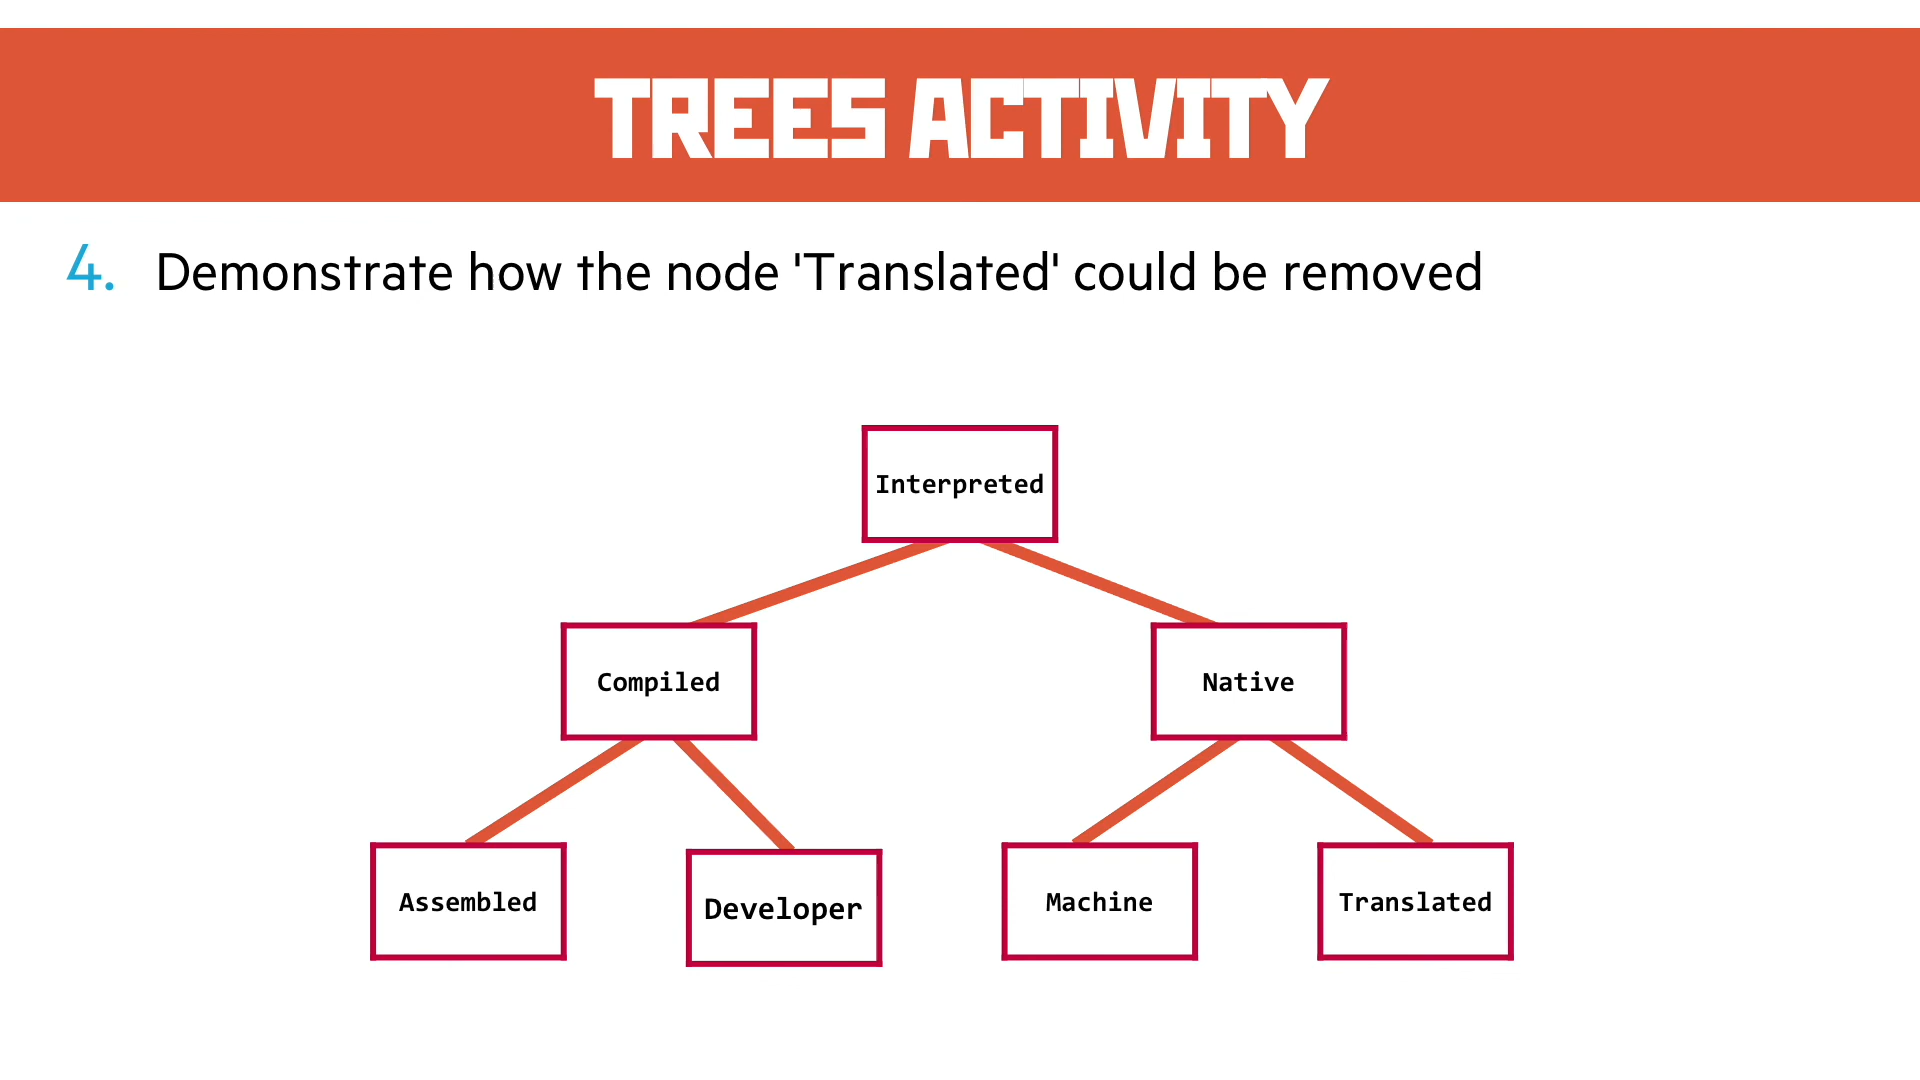 TREES ACTIVITY
4. Demonstrate how the node 'Translated' could be removed
Interpreted
Compiled
Native
Assembled
Developer
Machine
Translated